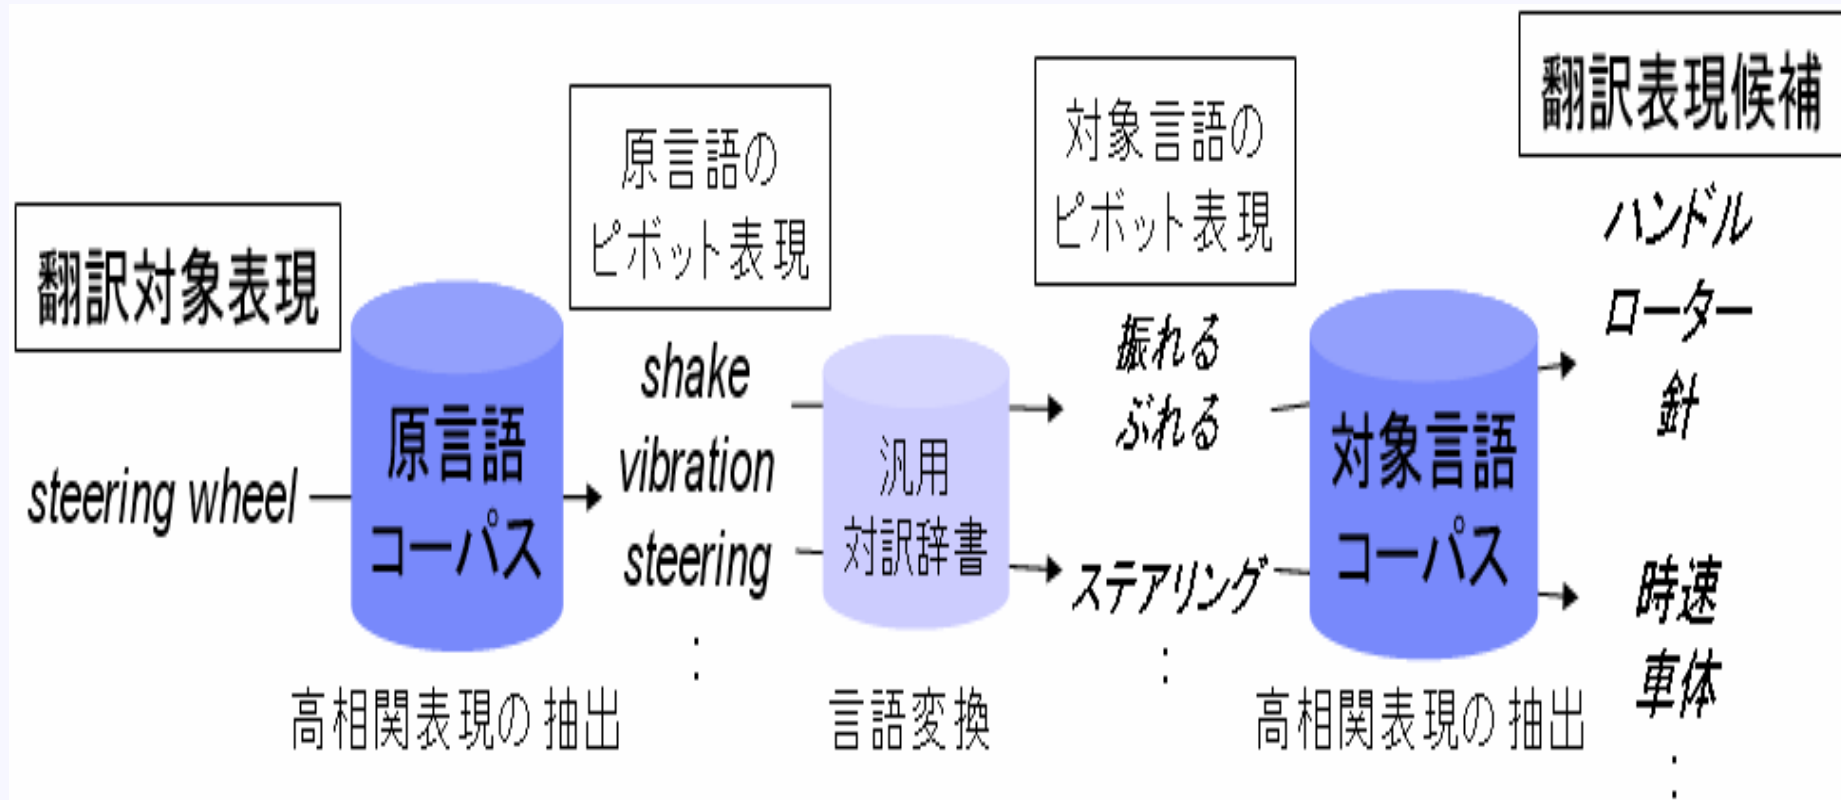 翻訳対象表現
steering wheel
原言語
コーパス
高相関表現の抽出
原言語の
ピボット表現
shake
vibration
steering
:
汎用
対訳辞書
言語変換
対象言語の
ピボット表現
振れる
ぶれる
ステアリング
:
対象言語
コーパス
高相関表現の抽出
翻訳表現候補
ハンドル
ローター
針
時速
車体
: